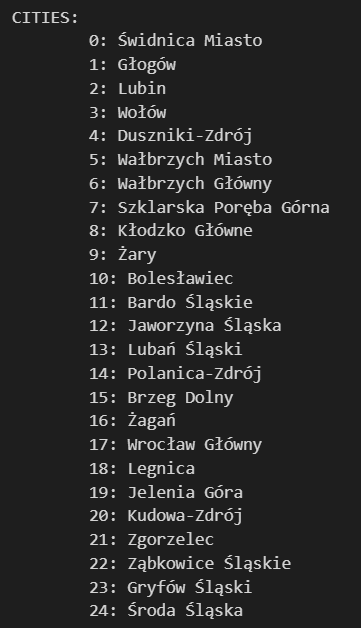 CITIES:
0: Świdnica Miasto
1: Głogów
2: Lubin
3: Wołów
4: Duszniki-Zdrój
5: Wałbrzych Miasto
6: Wałbrzych Główny
7: Szklarska Poręba Górna
8: Kłodzko Główne
9: Żary
10: Bolesławiec
11: Bardo Śląskie
12: Jaworzyna Śląska
13: Lubań Śląski
14: Polanica-Zdrój
15: Brzeg Dolny
16: Żagań
17: Wrocław Główny
18: Legnica
19: Jelenia Góra
20: Kudowa-Zdrój
21: Zgorzelec
22: Ząbkowice Śląskie
23: Gryfów Śląski
24: Środa Śląska